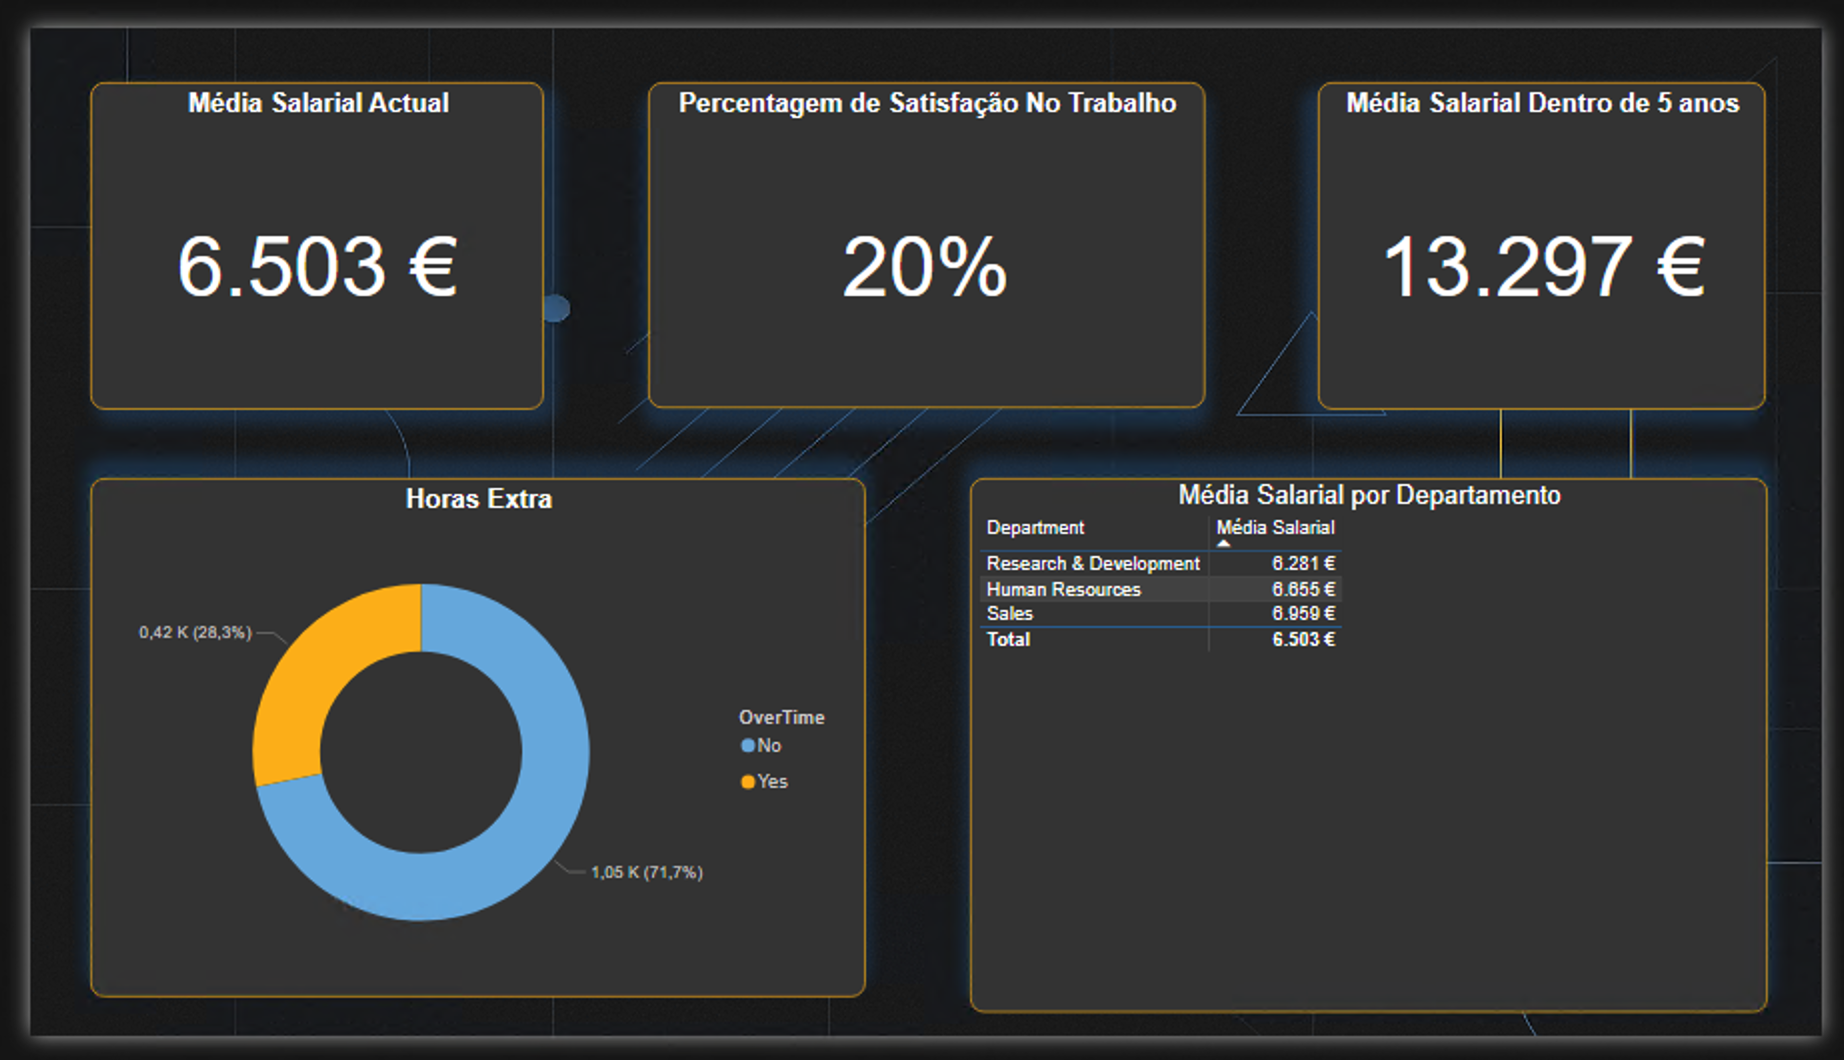 Média Salarial Actual
6.503 €
Percentagem de Satisfação No Trabalho
20%
Média Salarial Dentro de 5 anos
13.297 €
Horas Extra
0,42 K (28,3%)
1,05 K (71,7%)
OverTime
No
Yes
Média Salarial por Departamento
Department Média Salarial
Research & Development 6.281 €
Human Resources 6.655 €
Sales 6.959 €
Total 6.503 €